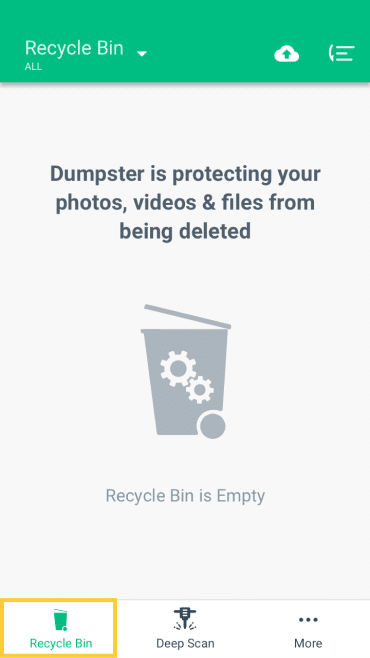 Recycle Bin
ALL
Dumpster is protecting your
photos, videos & files from
being deleted
Recycle Bin is Empty
Recycle Bin
Deep Scan
More